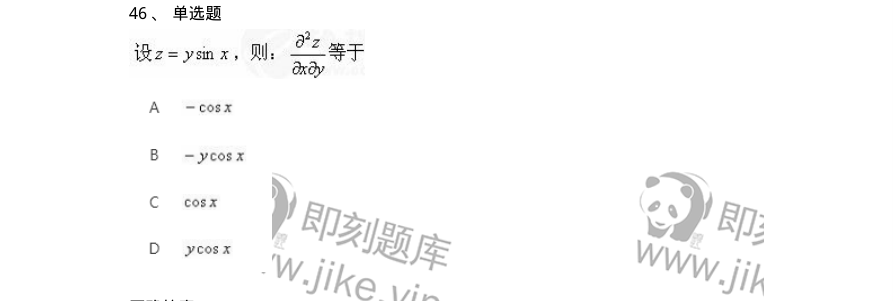 46、 单选题
设z = y sin x，则：∂²z/∂x∂y 等于
A - cos x
B - y cos x
C cos x
D y cos x
即刻题库
www.jike.vip
即刻
www.jik